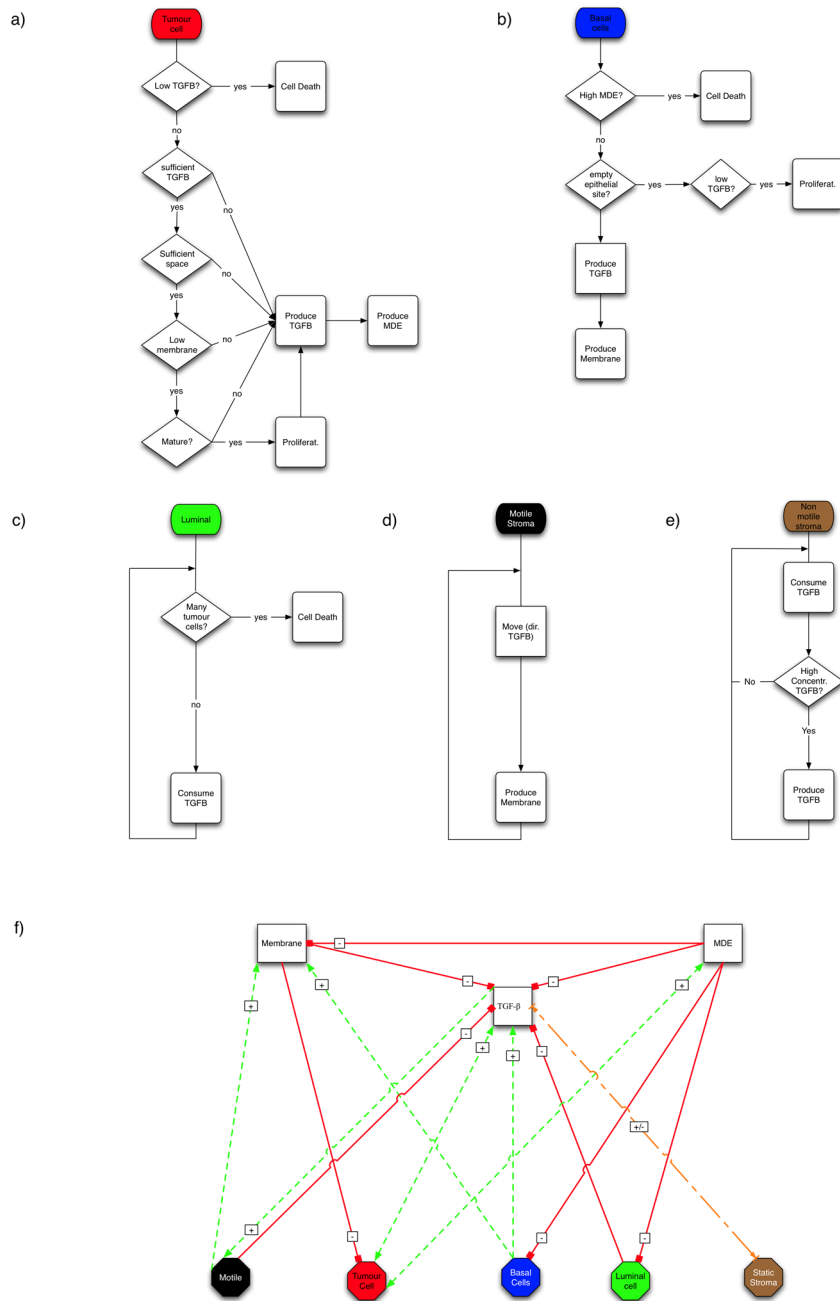 a)
Tumour
cell
Low TGFB?
yes
Cell Death
no
sufficient
TGFB
no
yes
Sufficient
space
no
yes
Produce
TGFB
Produce
MDE
Low
membrane
no
yes
no
Mature?
yes
Proliferat.
b)
Basal
cells
High MDE?
yes
Cell Death
no
empty
epithelial
site?
yes
low
TGFB?
yes
Proliferat.
Produce
TGFB
Produce
Membrane
c)
Luminal
Many
tumour
cells?
yes
Cell Death
no
Consume
TGFB
d)
Motile
Stroma
Move (dir.
TGFB)
Produce
Membrane
e)
Non
motile
stroma
Consume
TGFB
High
Concentr.
TGFB?
No
Yes
Produce
TGFB
f)
Membrane
-
MDE
-
-
+
+
TGF-β
+
-
+
+
-
+/-
+
-
-
-
Motile
Tumour
Cell
Basal
Cells
Luminal
cell
Static
Stroma